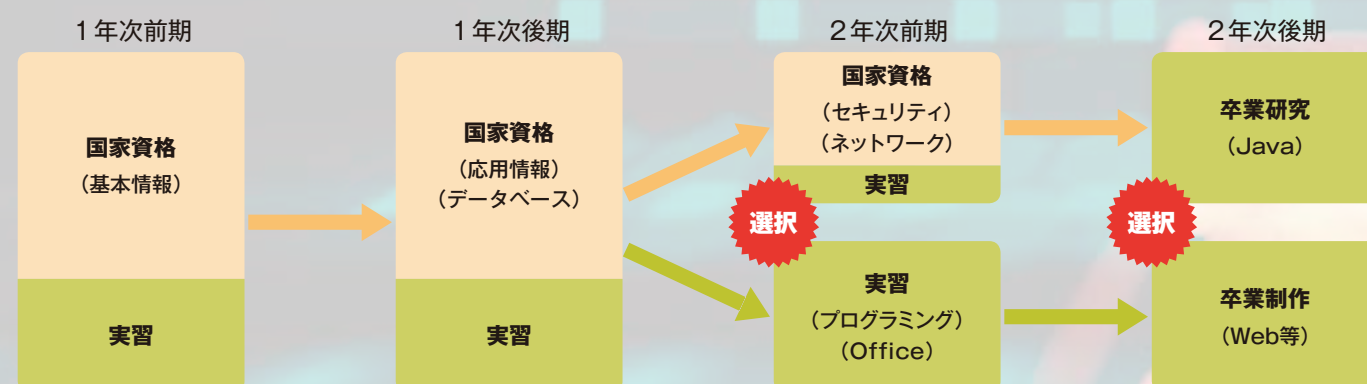 1年次前期
国家資格
(基本情報)
実習
1年次後期
国家資格
(応用情報)
(データベース)
実習
2年次前期
国家資格
(セキュリティ)
(ネットワーク)
実習
選択
実習
(プログラミング)
(Office)
2年次後期
卒業研究
(Java)
選択
卒業制作
(Web等)